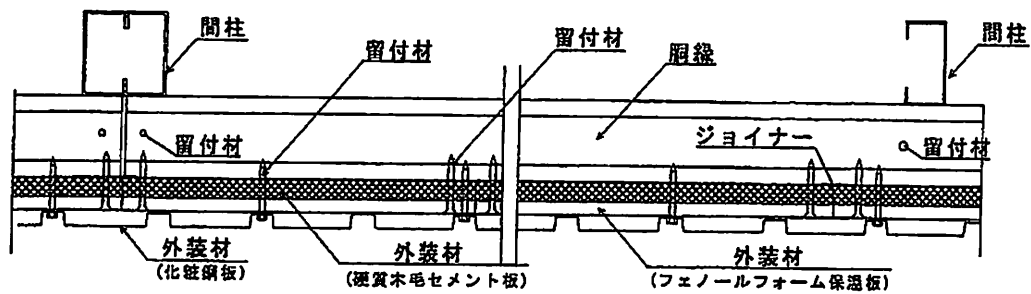 間柱
留付材
留付材
胴縁
間柱
留付材
ジョイナー
留付材
外装材
(化粧鋼板)
外装材
(硬質木毛セメント板)
外装材
(フェノールフォーム保温板)